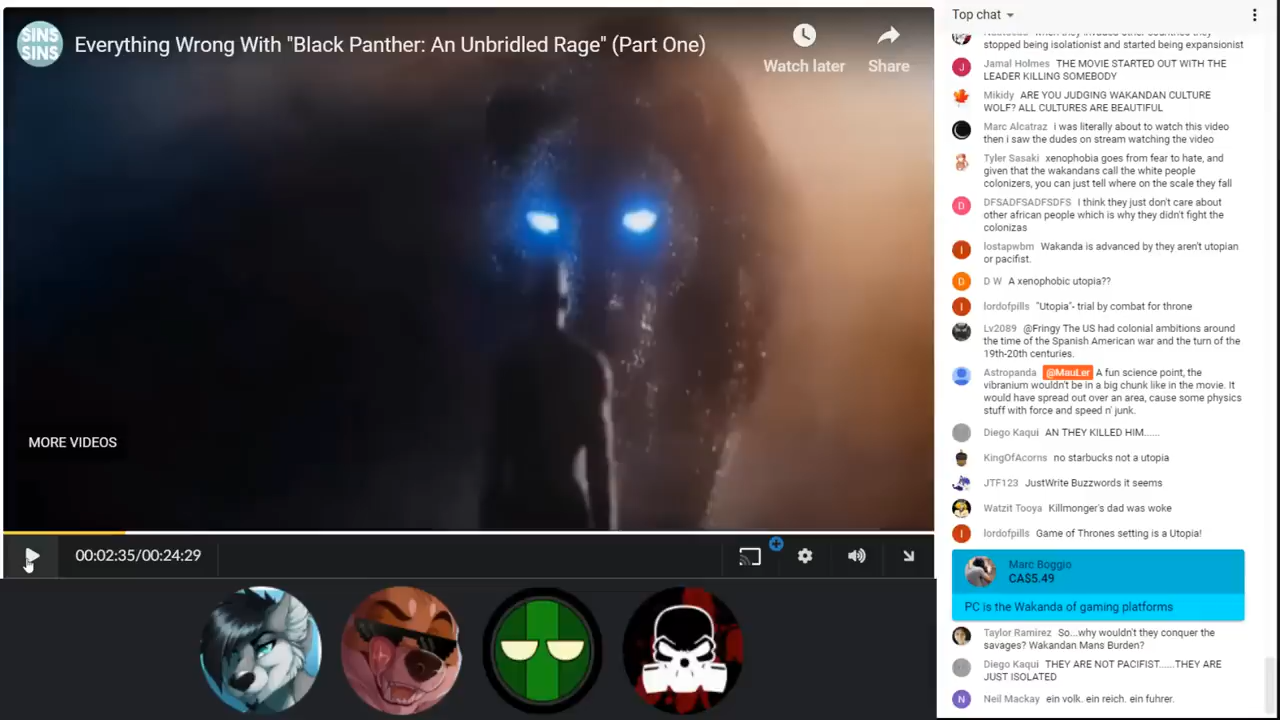 SINS
SINS
Everything Wrong With "Black Panther: An Unbridled Rage" (Part One)
Watch later
Share
MORE VIDEOS
00:02:35/00:24:29
Top chat
stopped being isolationist and started being expansionist
Jamal Holmes THE MOVIE STARTED OUT WITH THE
LEADER KILLING SOMEBODY
Mikidy ARE YOU JUDGING WAKANDAN CULTURE
WOLF? ALL CULTURES ARE BEAUTIFUL
Marc Alcatraz i was literally about to watch this video
then i saw the dudes on stream watching the video
Tyler Sasaki xenophobia goes from fear to hate, and
given that the wakandans call the white people
colonizers, you can just tell where on the scale they fall
D
DFSADFSADFSDFS I think they just don't care about
other african people which is why they didn't fight the
colonizas
lostapwbm Wakanda is advanced by they aren't utopian
or pacifist.
D
D W A xenophobic utopia??
lordofpills "Utopia"- trial by combat for throne
Lv2089 @Fringy The US had colonial ambitions around
the time of the Spanish American war and the turn of the
19th-20th centuries.
Astropanda @MauLer A fun science point, the
vibranium wouldn't be in a big chunk like in the movie. It
would have spread out over an area, cause some physics
stuff with force and speed n' junk.
Diego Kaqui AN THEY KILLED HIM......
KingOfAcorns no starbucks not a utopia
JTF123 JustWrite Buzzwords it seems
Watzit Tooya Killmonger's dad was woke
lordofpills Game of Thrones setting is a Utopia!
Marc Boggio
CA$5.49
PC is the Wakanda of gaming platforms
Taylor Ramirez So...why wouldn't they conquer the
savages? Wakandan Mans Burden?
Diego Kaqui THEY ARE NOT PACIFIST......THEY ARE
JUST ISOLATED
N
Neil Mackay ein volk. ein reich. ein fuhrer.